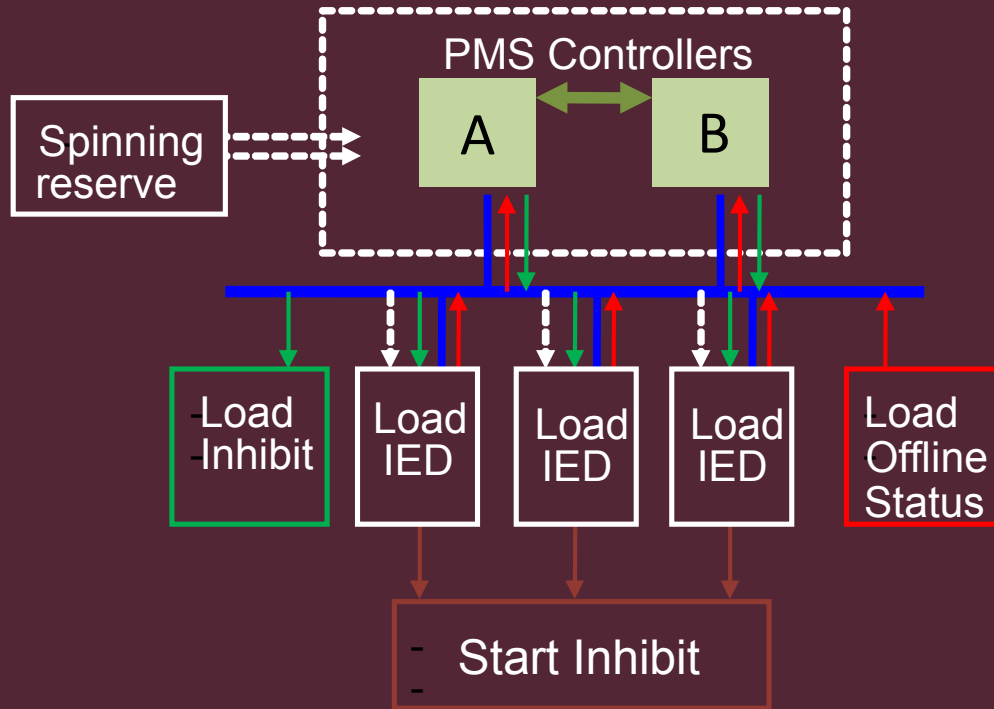 PMS Controllers
A
B
Spinning
reserve
-Load
-Inhibit
Load
IED
Load
IED
Load
IED
- Load
- Offline
Status
- Start Inhibit
-